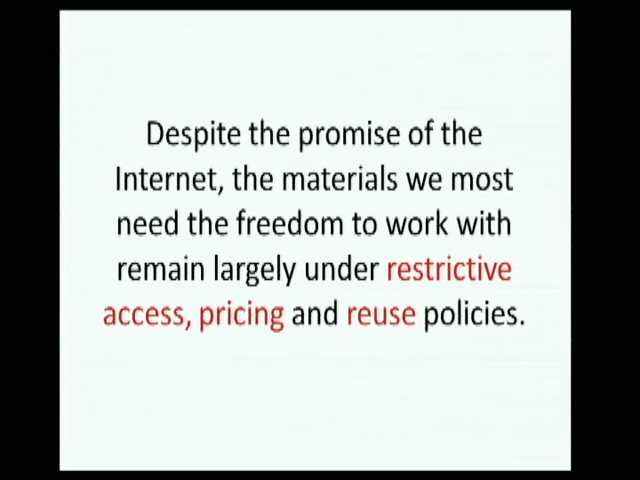 Despite the promise of the
Internet, the materials we most
need the freedom to work with
remain largely under restrictive
access, pricing and reuse policies.